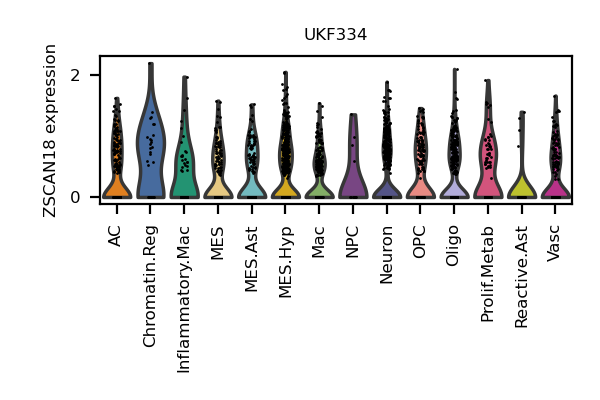 UKF334
ZSCAN18 expression
2
0
AC
Chromatin.Reg
Inflammatory.Mac
MES
MES.Ast
MES.Hyp
Mac
NPC
Neuron
OPC
Oligo
Prolif.Metab
Reactive.Ast
Vasc